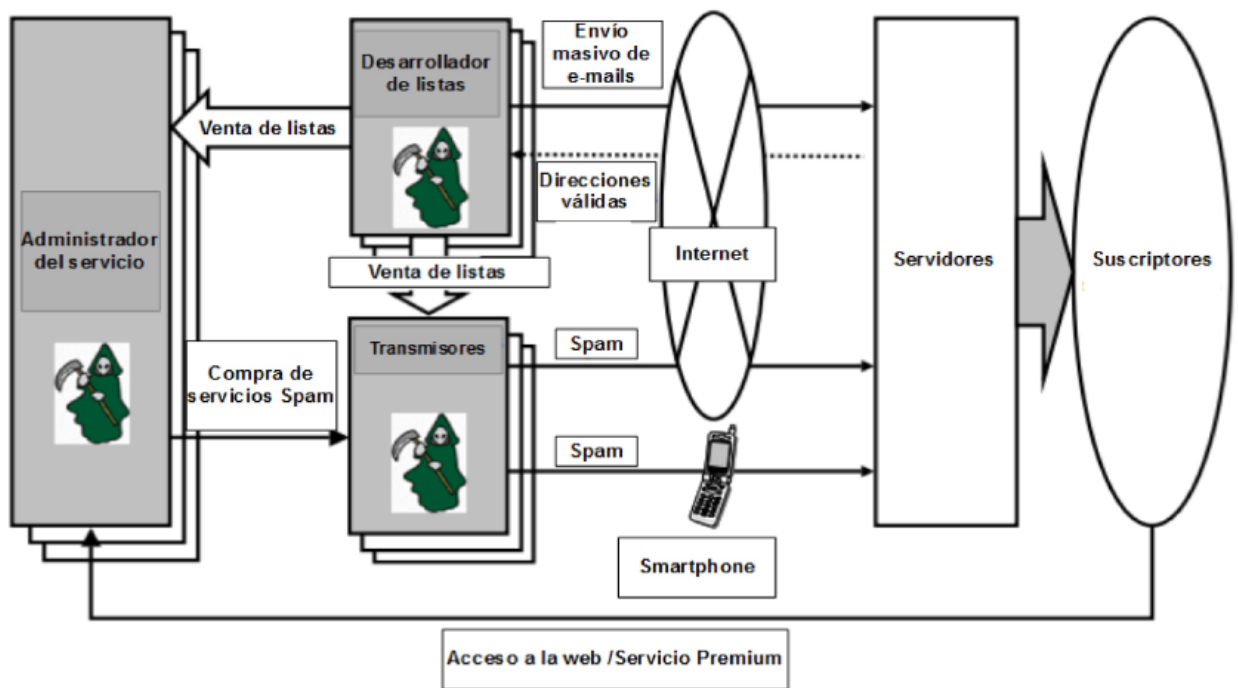 Desarrollador
de listas
Envío
masivo de
e-mails
Venta de listas
Direcciones
válidas
Administrador
del servicio
Internet
Servidores
Suscriptores
Venta de listas
Transmisores
Spam
Compra de
servicios Spam
Spam
Smartphone
Acceso a la web /Servicio Premium